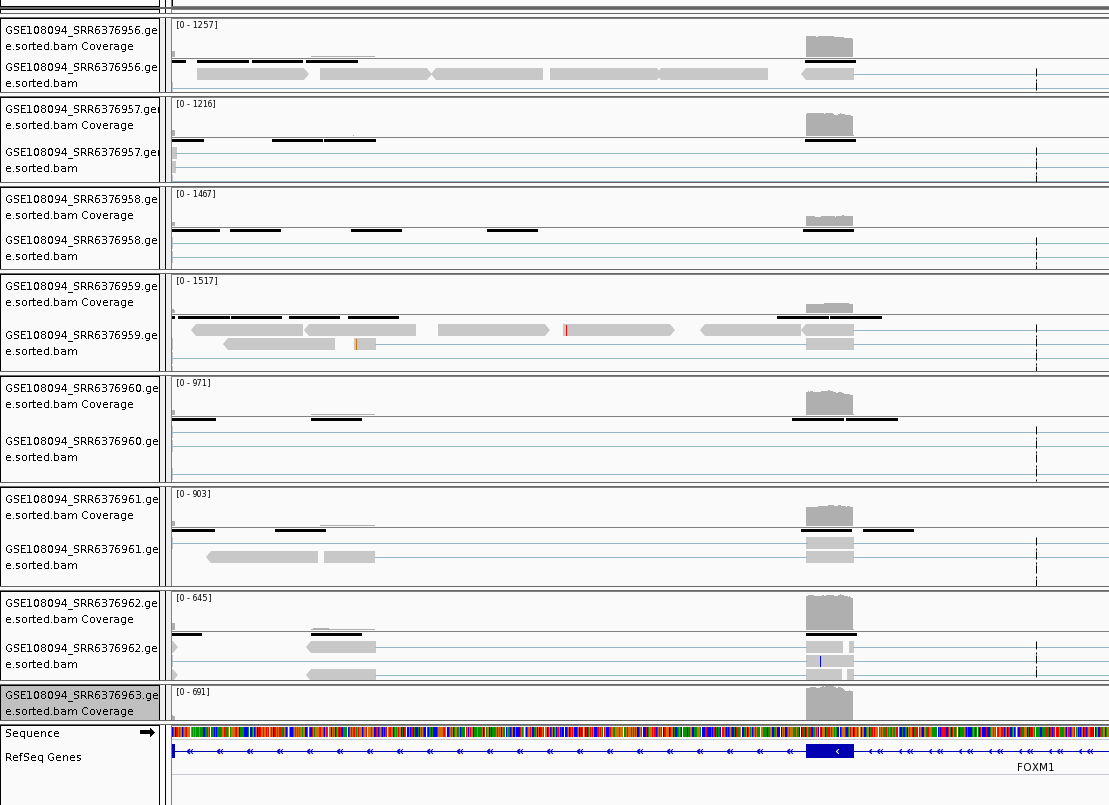 GSE108094_SRR6376956.ge
e.sorted.bam Coverage
[0 - 1257]
GSE108094_SRR6376956.ge
e.sorted.bam
GSE108094_SRR6376957.ge
e.sorted.bam Coverage
[0 - 1216]
GSE108094_SRR6376957.ge
e.sorted.bam
GSE108094_SRR6376958.ge
e.sorted.bam Coverage
[0 - 1467]
GSE108094_SRR6376958.ge
e.sorted.bam
GSE108094_SRR6376959.ge
e.sorted.bam Coverage
[0 - 1517]
GSE108094_SRR6376959.ge
e.sorted.bam
GSE108094_SRR6376960.ge
e.sorted.bam Coverage
[0 - 971]
GSE108094_SRR6376960.ge
e.sorted.bam
GSE108094_SRR6376961.ge
e.sorted.bam Coverage
[0 - 903]
GSE108094_SRR6376961.ge
e.sorted.bam
GSE108094_SRR6376962.ge
e.sorted.bam Coverage
[0 - 645]
GSE108094_SRR6376962.ge
e.sorted.bam
GSE108094_SRR6376963.ge
e.sorted.bam Coverage
[0 - 691]
Sequence
RefSeq Genes
FOXM1